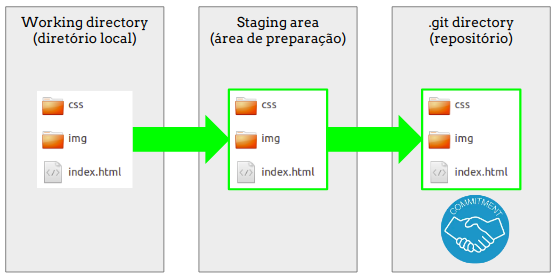 Working directory
(diretório local)
css
img
index.html
Staging area
(área de preparação)
css
img
index.html
.git directory
(repositório)
css
img
index.html
COMMITMENT